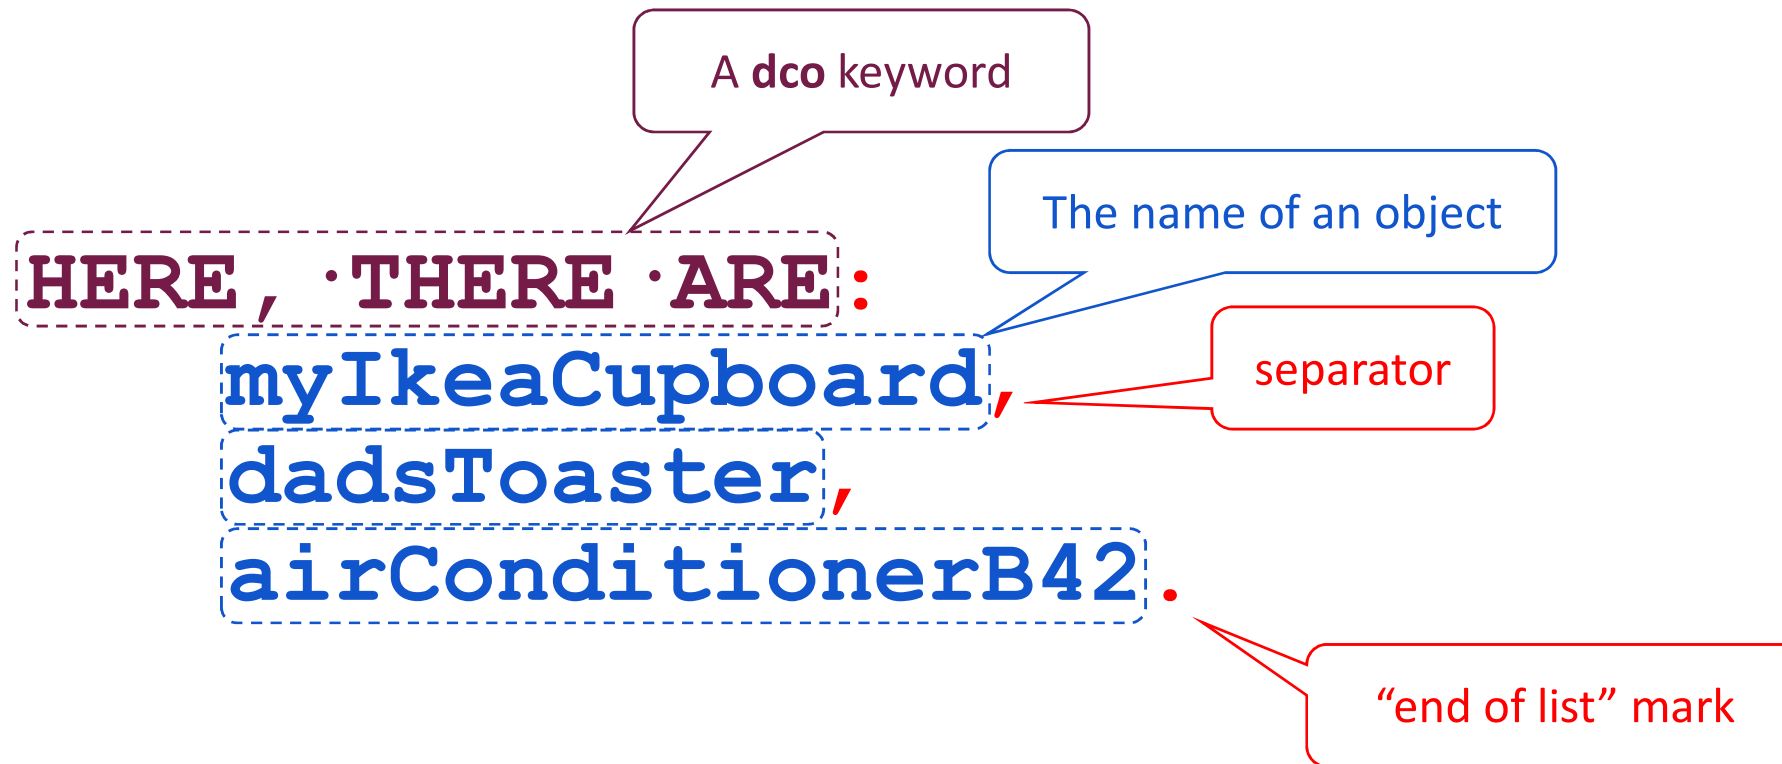 A dco keyword
The name of an object
HERE, ·THERE ·ARE:
myIkeaCupboard,
separator
dadsToaster,
airConditionerB42.
“end of list” mark